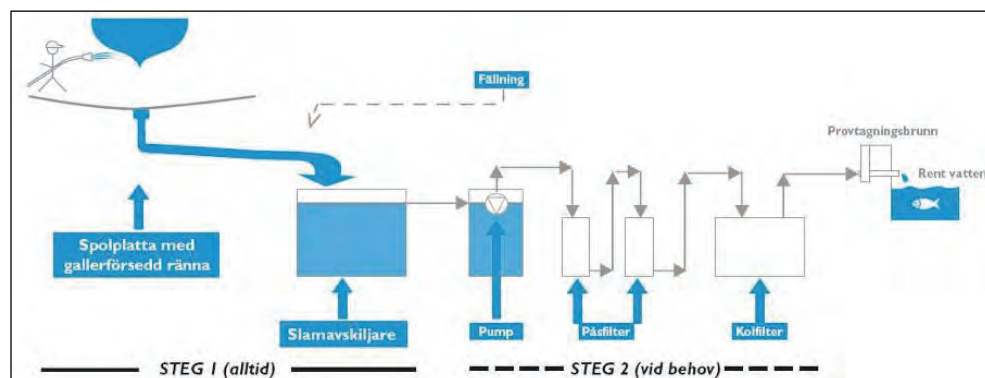 Fällning
Provtagningsbrunn
Rent vatten
Spolplatta med
gallerförsedd ränna
Slamavskiljare
Pump
Påsfilter
Kolfilter
STEG 1 (alltid)
STEG 2 (vid behov)